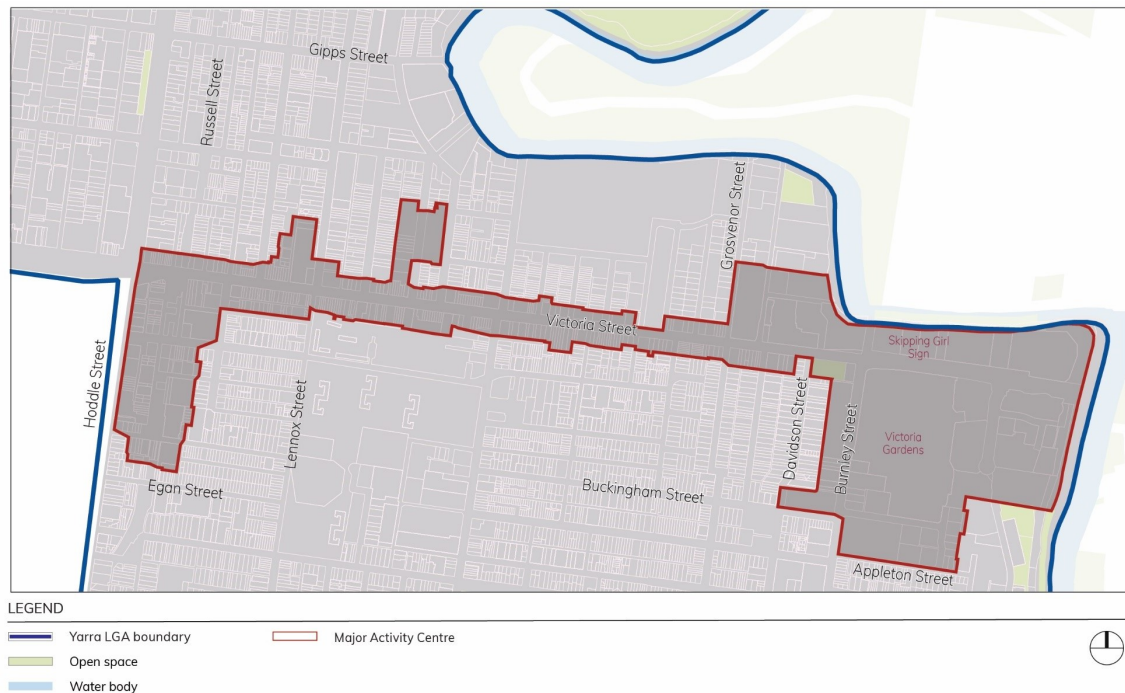 Gipps Street
Russell Street
Grosvenor Street
Victoria Street
Skipping Girl
Sign
Hoddle Street
Lennox Street
Davidson Street
Burnley Street
Victoria
Gardens
Egan Street
Buckingham Street
Appleton Street
LEGEND
Yarra LGA boundary
Major Activity Centre
Open space
Water body